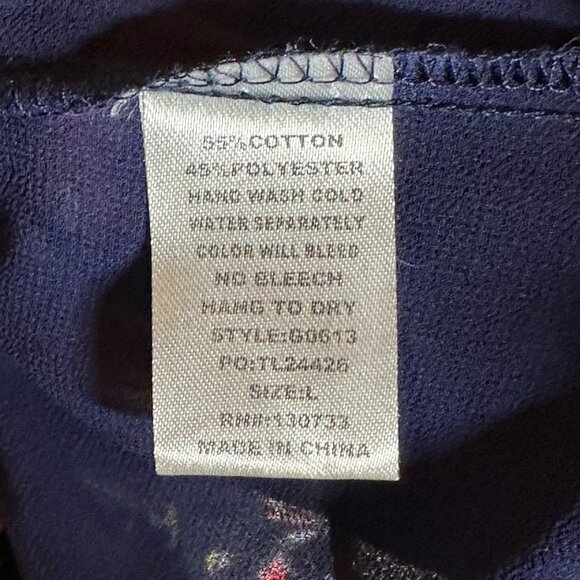 55%COTTON
45%POLYESTER
HAND WASH COLD
WATER SEPARATELY
COLOR WILL BLEED
NO BLEECH
HANG TO DRY
STYLE:G0613
PO:TL24426
SIZE:L
RN#:130733
MADE IN CHINA